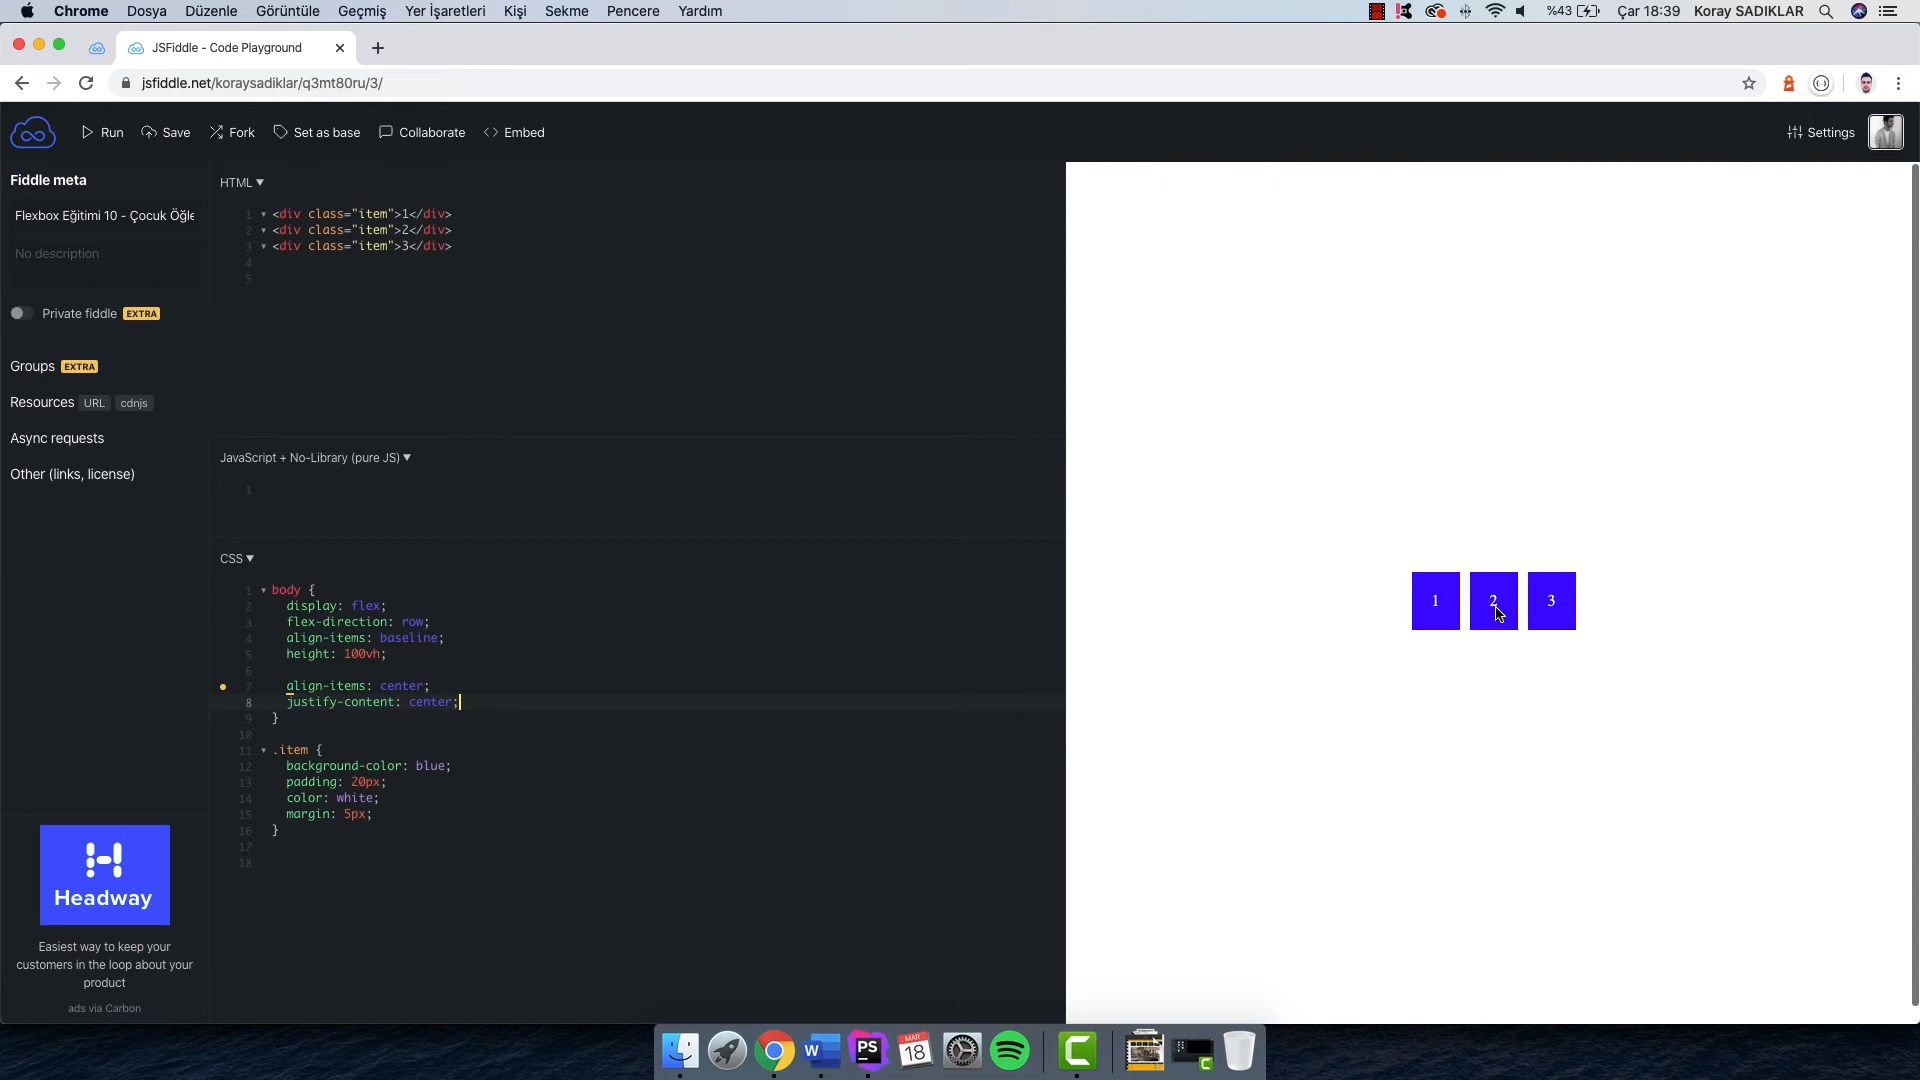 Chrome Dosya Düzenle Görüntüle Geçmiş Yer İşaretleri Kişi Sekme Pencere Yardım %43 Çar 18:39 Koray SADIKLAR
JSFiddle - Code Playground
jsfiddle.net/koraysadiklar/q3mt80ru/3/
Run Save Fork Set as base Collaborate Embed Settings
Fiddle meta
Flexbox Eğitimi 10 - Çocuk Öğle
No description
Private fiddle EXTRA
Groups EXTRA
Resources URL cdnjs
Async requests
Other (links, license)
Headway
Easiest way to keep your
customers in the loop about your
product
ads via Carbon
HTML
1 <div class="item">1</div>
2 <div class="item">2</div>
3 <div class="item">3</div>
4
5
JavaScript + No-Library (pure JS)
1
CSS
1 body {
2 display: flex;
3 flex-direction: row;
4 align-items: baseline;
5 height: 100vh;
6
7 align-items: center;
8 justify-content: center;
9 }
10
11 .item {
12 background-color: blue;
13 padding: 20px;
14 color: white;
15 margin: 5px;
16 }
17
18
1 2 3
W PS MAR 18 C